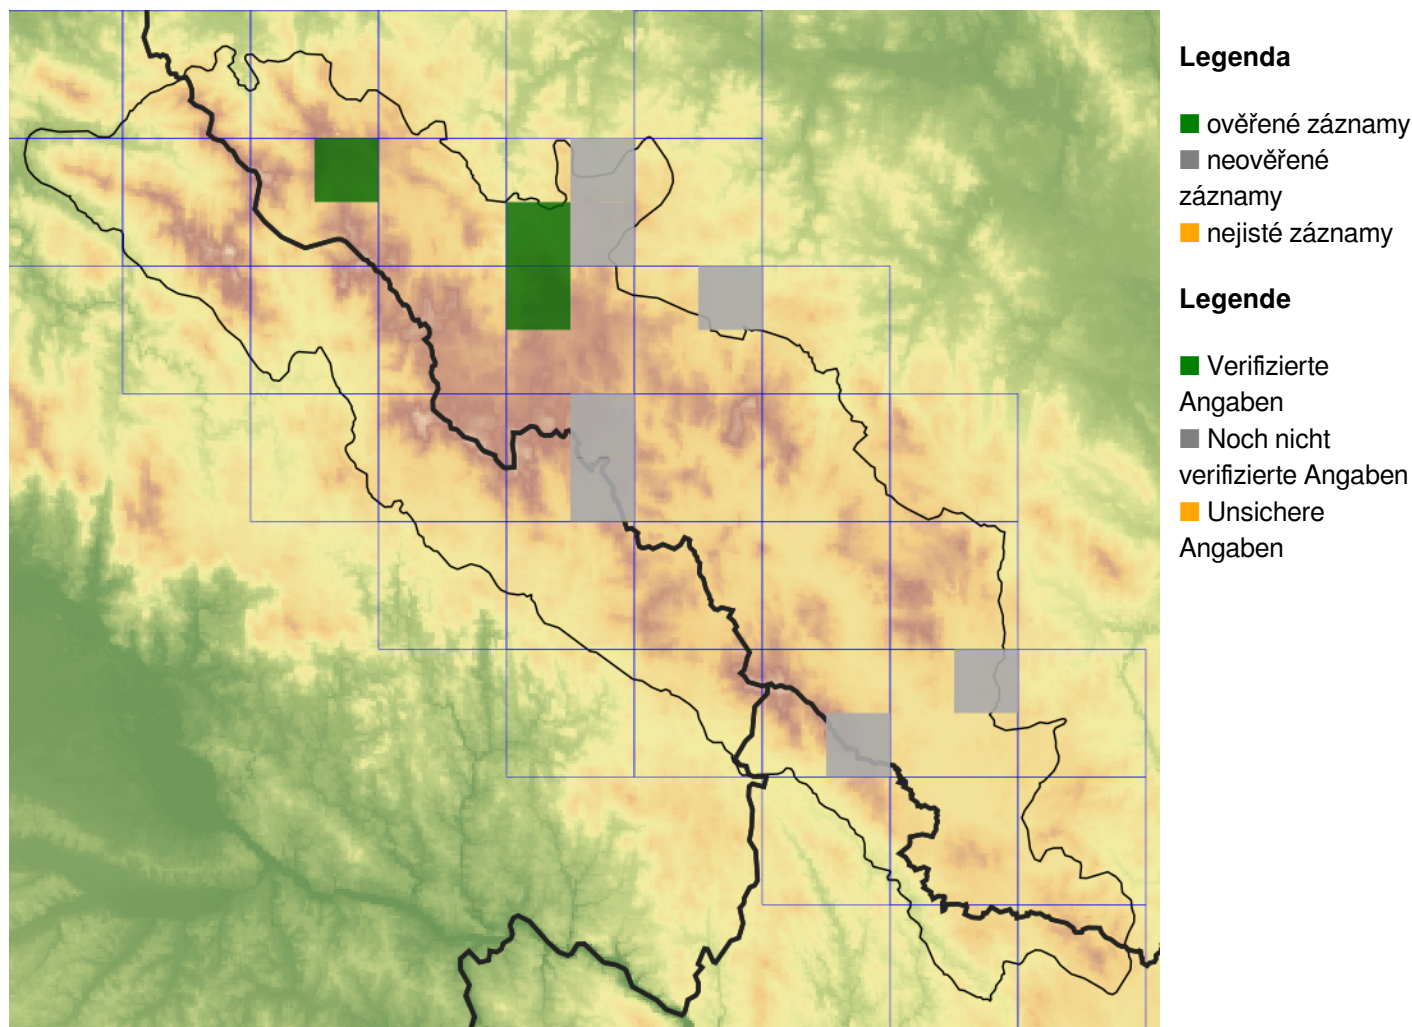 Legenda
ověřené záznamy
neověřené
záznamy
nejisté záznamy
Legende
Verifizierte
Angaben
Noch nicht
verifizierte Angaben
Unsichere
Angaben